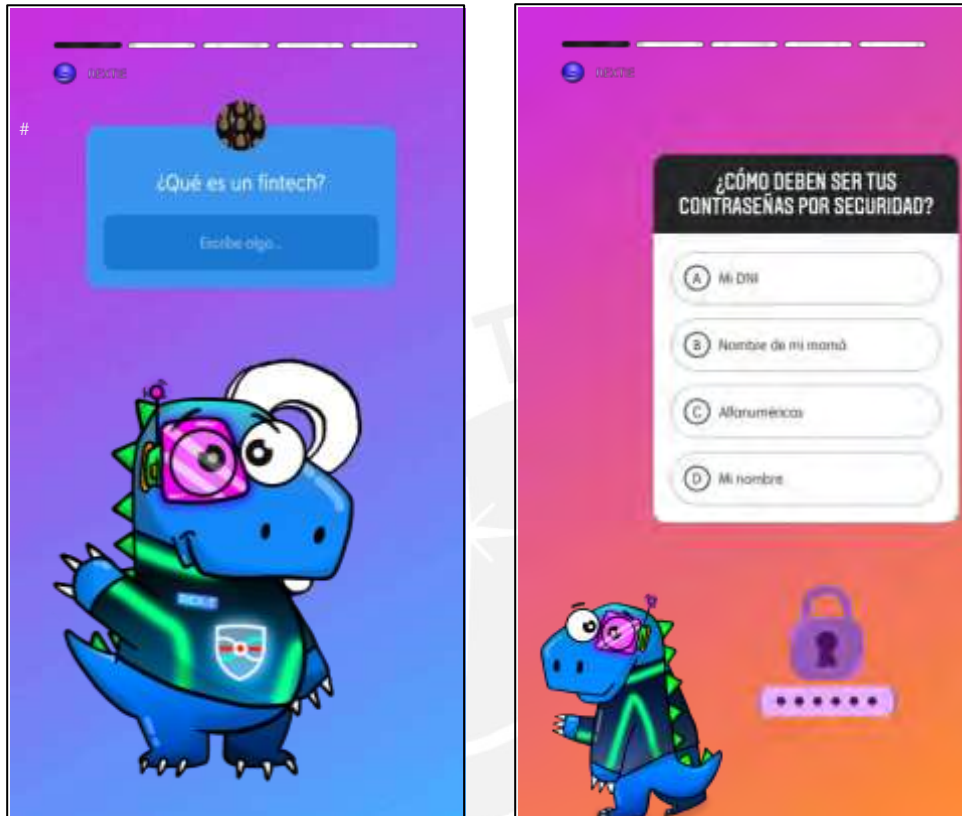 #
¿Qué es un fintech?
Escribe algo...
¿CÓMO DEBEN SER TUS
CONTRASEÑAS POR SEGURIDAD?
A Mi DNI
B Nombre de mi mamá
C Alfanuméricas
D Mi nombre